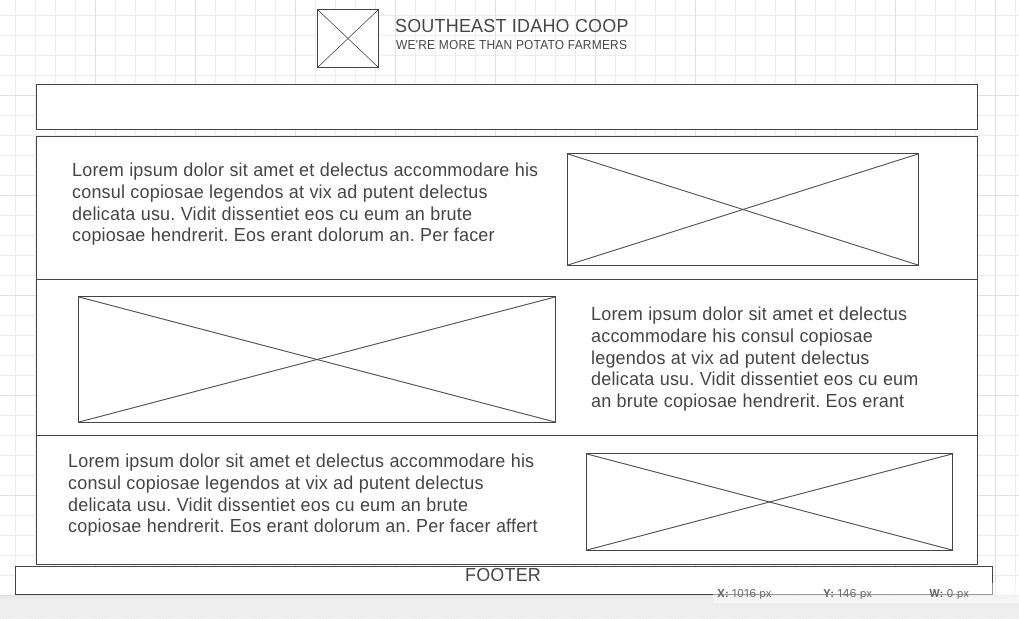 SOUTHEAST IDAHO COOP
WE'RE MORE THAN POTATO FARMERS
Lorem ipsum dolor sit amet et delectus accommodare his
consul copiosae legendos at vix ad putent delectus
delicata usu. Vidit dissentiet eos cu eum an brute
copiosae hendrerit. Eos erant dolorum an. Per facer
Lorem ipsum dolor sit amet et delectus
accommodare his consul copiosae
legendos at vix ad putent delectus
delicata usu. Vidit dissentiet eos cu eum
an brute copiosae hendrerit. Eos erant
Lorem ipsum dolor sit amet et delectus accommodare his
consul copiosae legendos at vix ad putent delectus
delicata usu. Vidit dissentiet eos cu eum an brute
copiosae hendrerit. Eos erant dolorum an. Per facer affert
FOOTER
X: 1016 px Y: 146 px W: 0 px